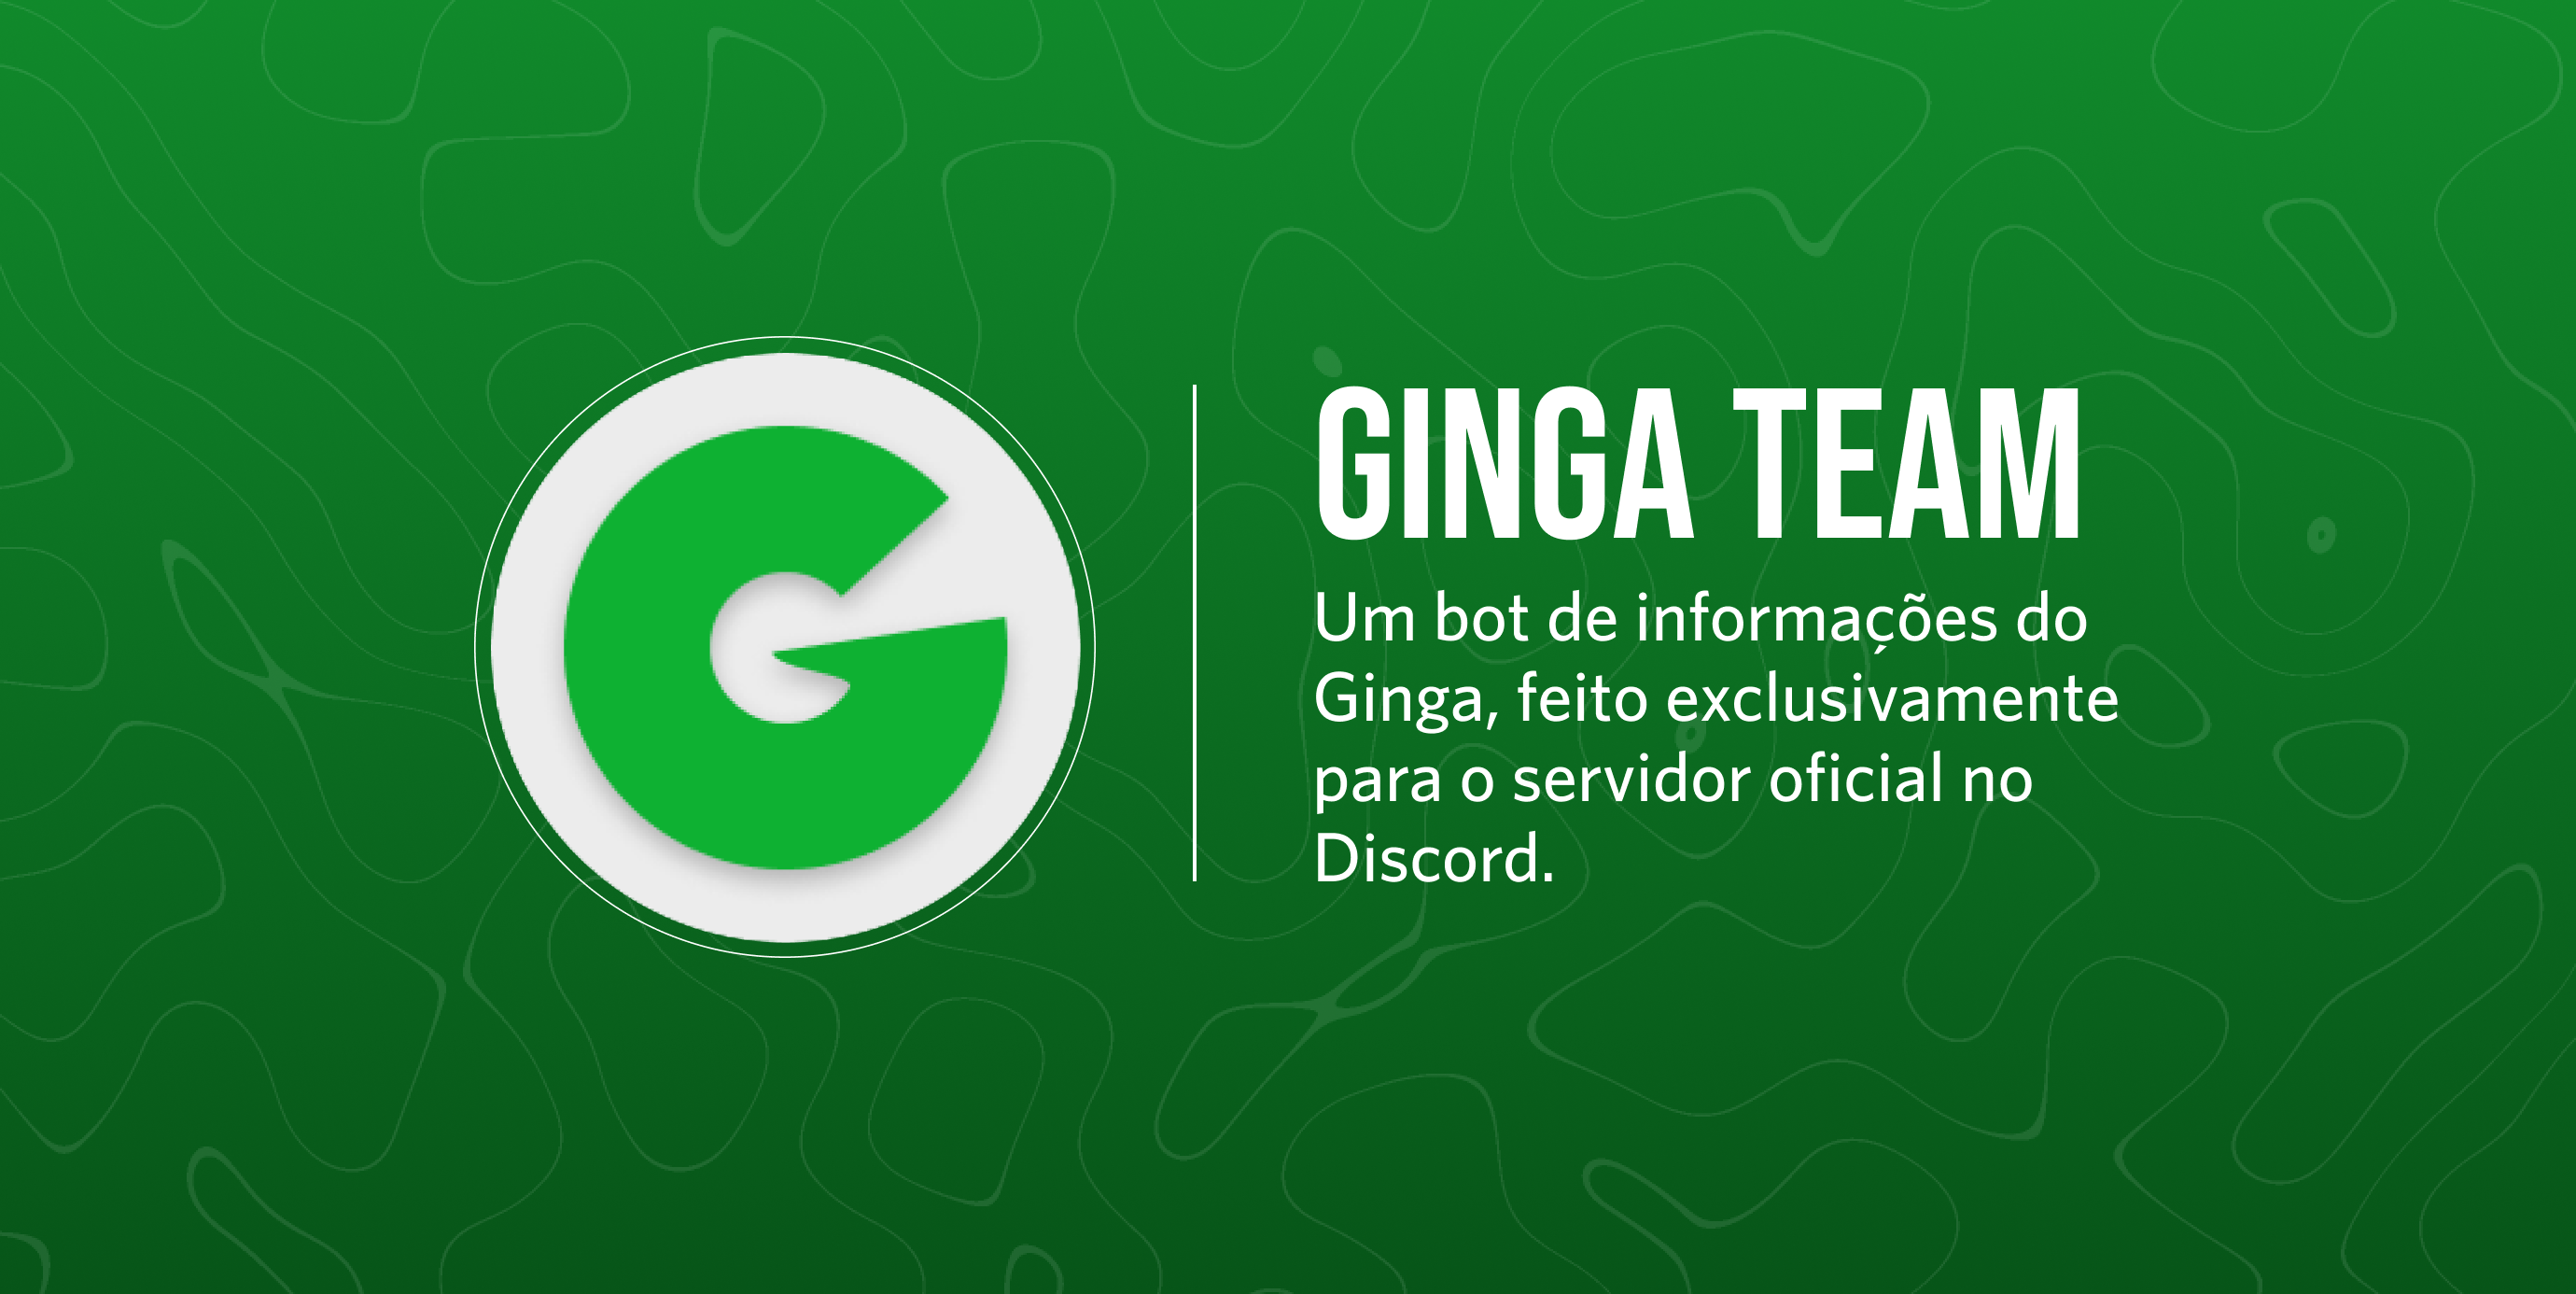 GINGA TEAM
Um bot de informações do
Ginga, feito exclusivamente
para o servidor oficial no
Discord.